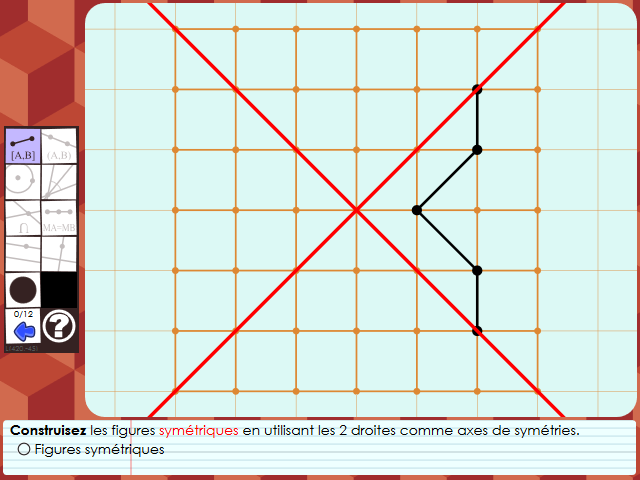 [A,B] (A,B)
∩ MA=MB
0/12
?
Construisez les figures symétriques en utilisant les 2 droites comme axes de symétries.
Figures symétriques